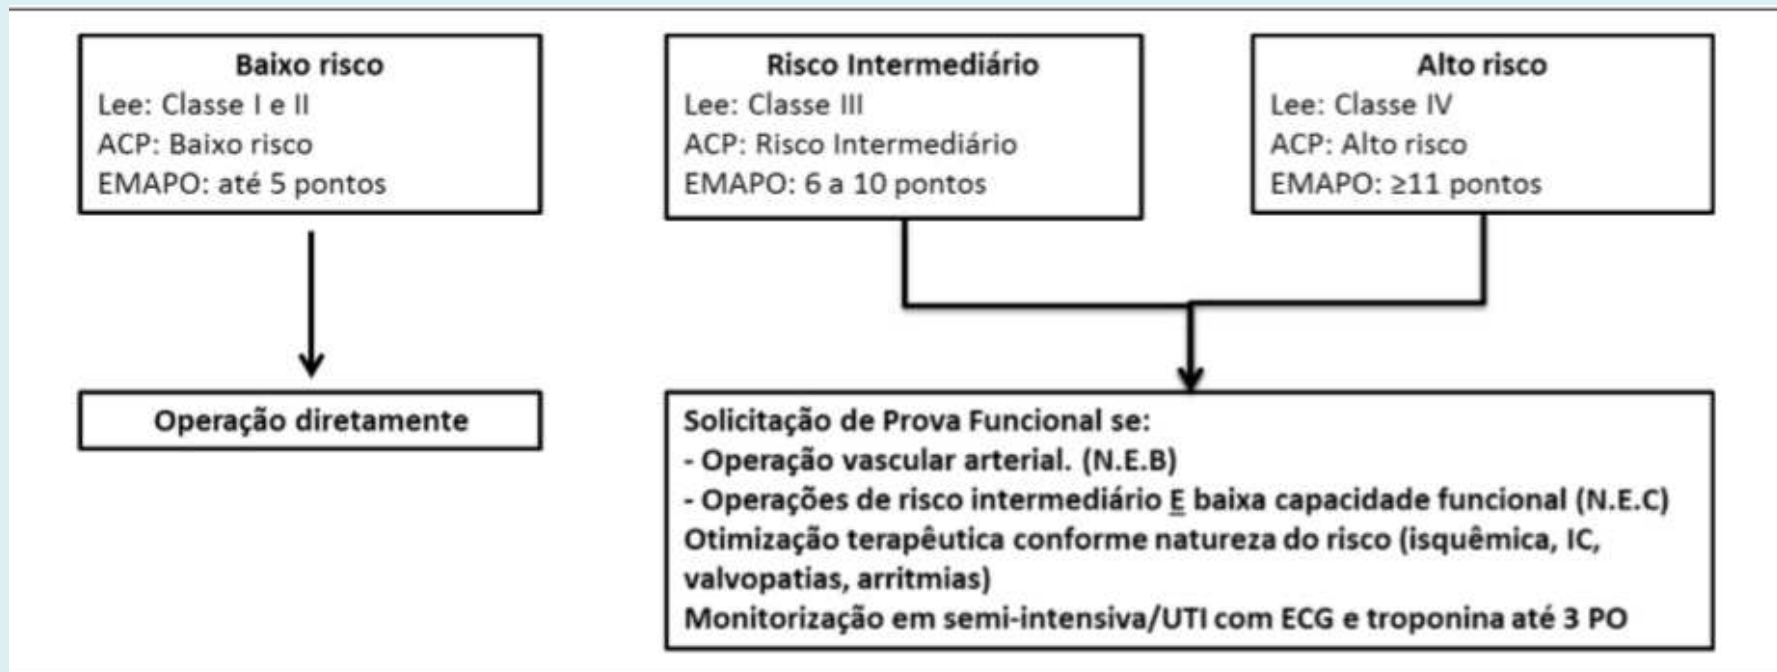 Baixo risco
Lee: Classe I e II
ACP: Baixo risco
EMAPO: até 5 pontos
Risco Intermediário
Lee: Classe III
ACP: Risco Intermediário
EMAPO: 6 a 10 pontos
Alto risco
Lee: Classe IV
ACP: Alto risco
EMAPO: ≥11 pontos
Operação diretamente
Solicitação de Prova Funcional se:
- Operação vascular arterial. (N.E.B)
- Operações de risco intermediário E baixa capacidade funcional (N.E.C)
Otimização terapêutica conforme natureza do risco (isquêmica, IC,
valvopatias, arritmias)
Monitorização em semi-intensiva/UTI com ECG e troponina até 3 PO